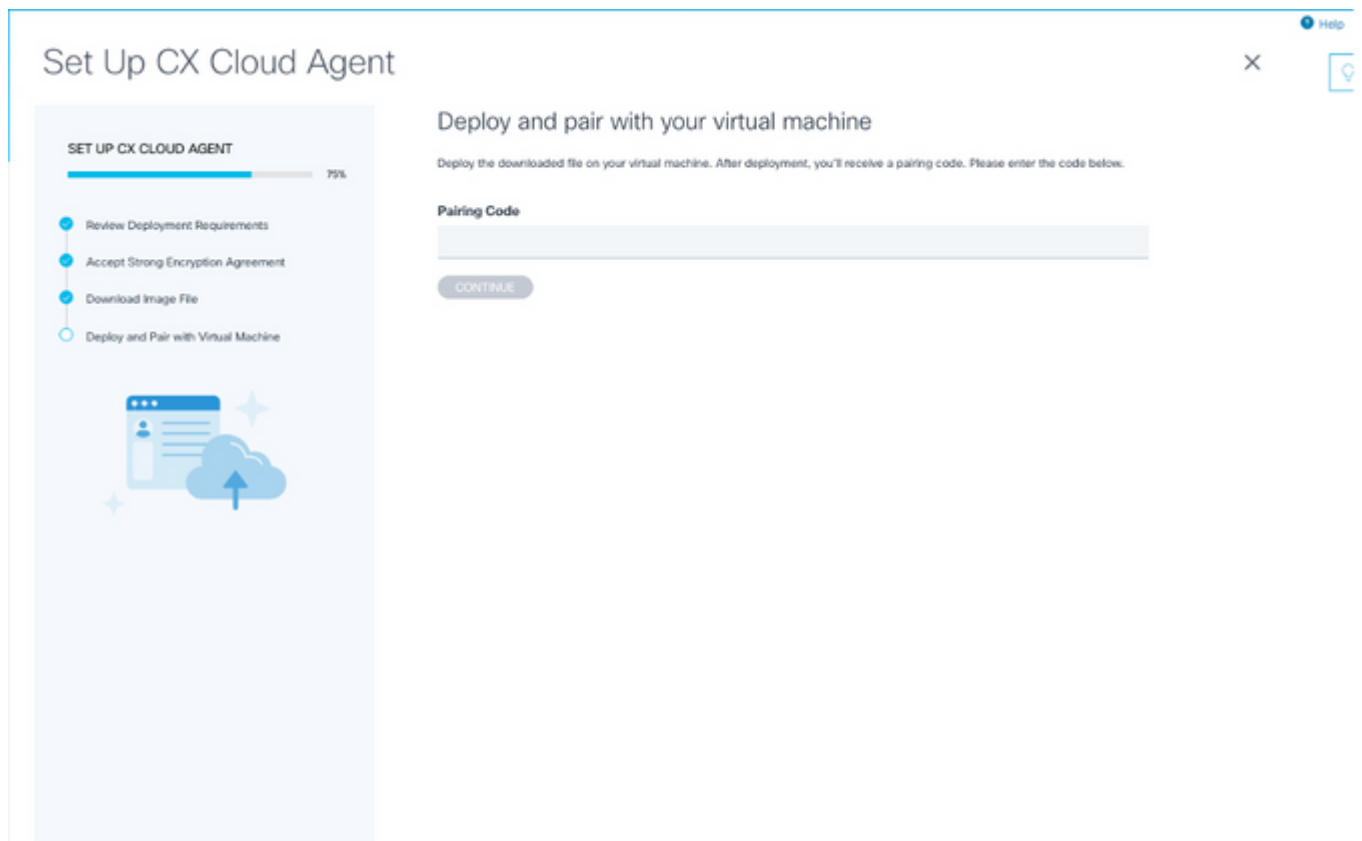 Help
Set Up CX Cloud Agent
SET UP CX CLOUD AGENT
75%
Review Deployment Requirements
Accept Strong Encryption Agreement
Download Image File
Deploy and Pair with Virtual Machine
Deploy and pair with your virtual machine
Deploy the downloaded file on your virtual machine. After deployment, you'll receive a pairing code. Please enter the code below.
Pairing Code
CONTINUE